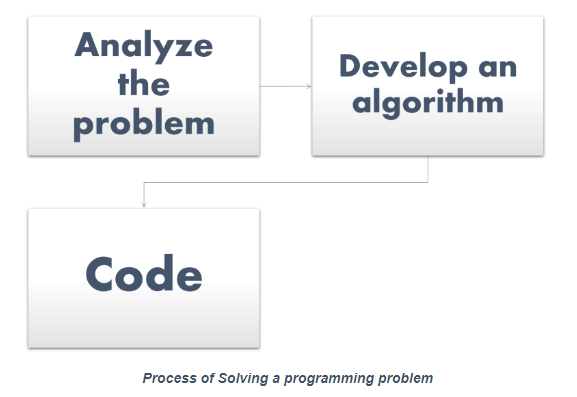 Analyze
the
problem
Develop an
algorithm
Code
Process of Solving a programming problem